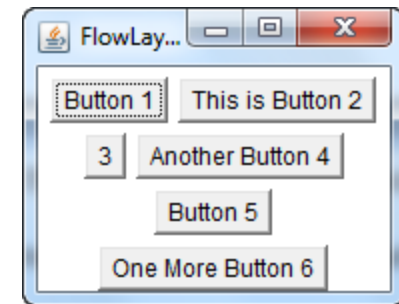 FlowLay...
Button 1 This is Button 2
3 Another Button 4
Button 5
One More Button 6